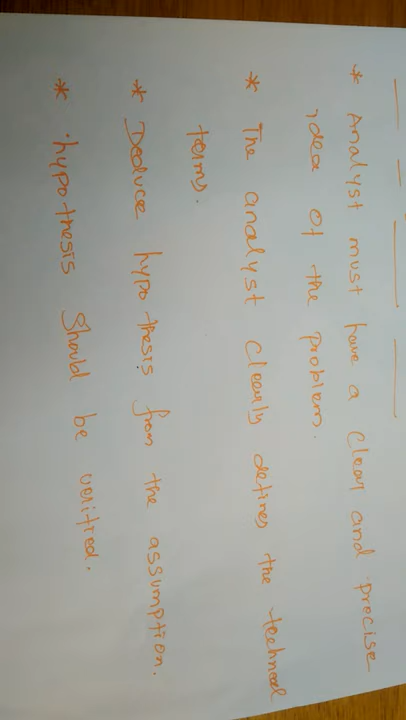 * Analyst must have a clear and precise
idea of the problem.
* The analyst clearly defines the technical
terms.
* Deduce hypothesis from the assumption.
* hypothesis should be verified.